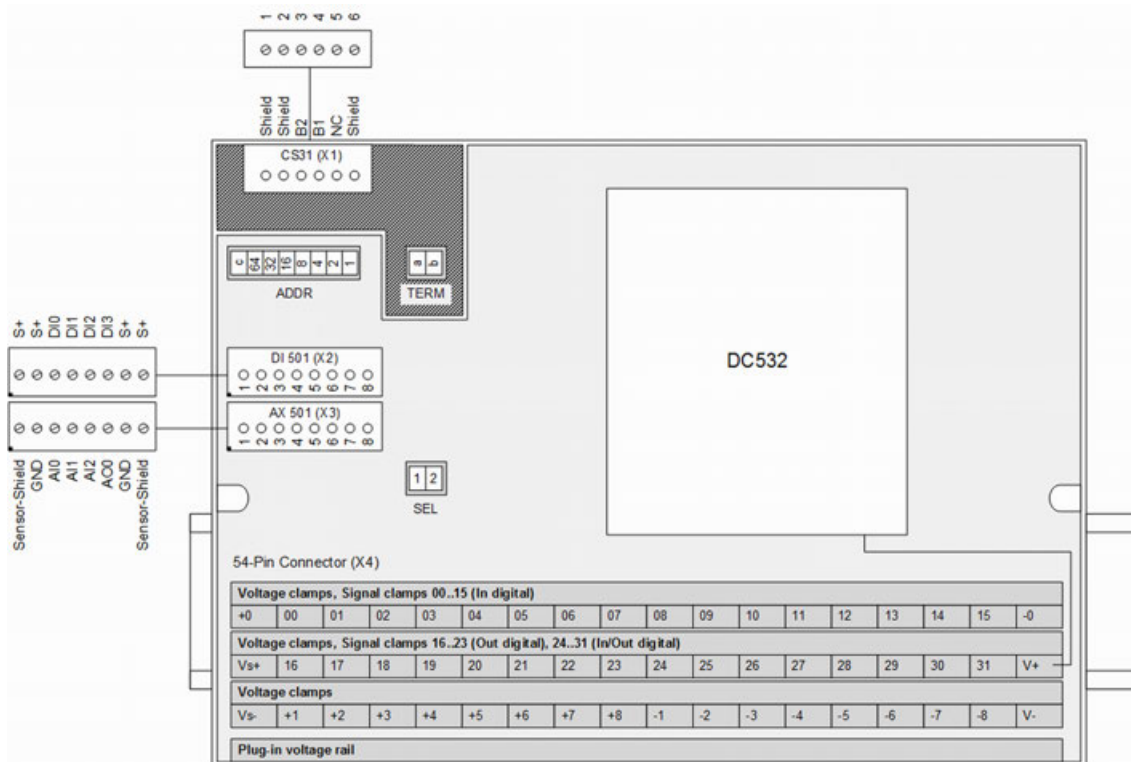 1 2 3 4 5 6
Shield Shield B2 B1 NC Shield
CS31 (X1)
c 64 32 16 8 4 2 1
ADDR
a b
TERM
S+ S+ DI0 DI1 DI2 DI3 S+ S+
DI 501 (X2)
1 2 3 4 5 6 7 8
AX 501 (X3)
1 2 3 4 5 6 7 8
Sensor-Shield GND AI0 AI1 AI2 AO0 GND Sensor-Shield
1 2
SEL
DC532
54-Pin Connector (X4)
Voltage clamps, Signal clamps 00..15 (In digital)
+0 00 01 02 03 04 05 06 07 08 09 10 11 12 13 14 15 -0
Voltage clamps, Signal clamps 16..23 (Out digital), 24..31 (In/Out digital)
Vs+ 16 17 18 19 20 21 22 23 24 25 26 27 28 29 30 31 V+
Voltage clamps
Vs- +1 +2 +3 +4 +5 +6 +7 +8 -1 -2 -3 -4 -5 -6 -7 -8 V-
Plug-in voltage rail